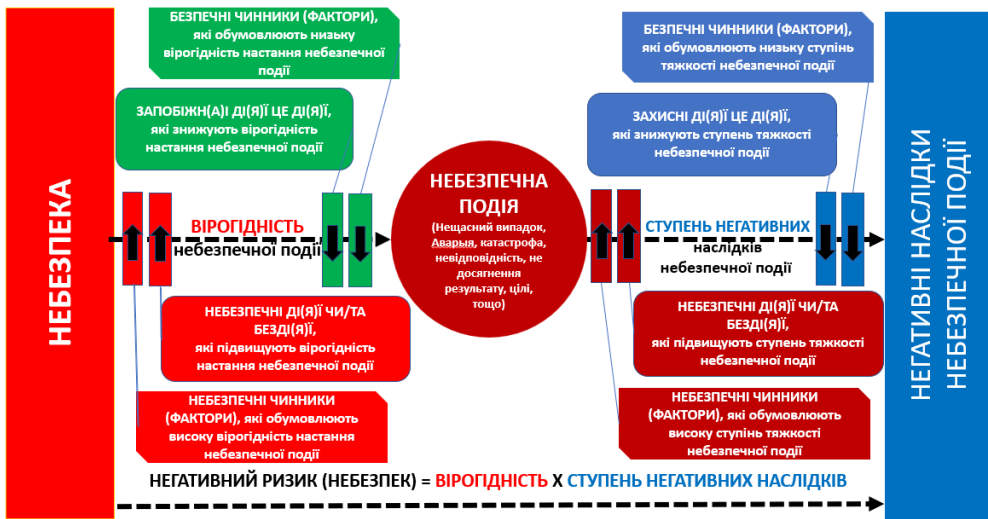 НЕБЕЗПЕКА
БЕЗПЕЧНІ ЧИННИКИ (ФАКТОРИ),
які обумовлюють низьку
вірогідність настання небезпечної
події
ЗАПОБІЖН(А)І ДІ(Я)Ї ЦЕ ДІ(Я)Ї,
які знижують вірогідність
настання небезпечної події
ВІРОГІДНІСТЬ
небезпечної події
НЕБЕЗПЕЧНІ ДІ(Я)Ї ЧИ/ТА
БЕЗДІ(Я)Ї,
які підвищують вірогідність
настання небезпечної події
НЕБЕЗПЕЧНІ ЧИННИКИ
(ФАКТОРИ), які обумовлюють
високу вірогідність настання
небезпечної події
НЕБЕЗПЕЧНА
ПОДІЯ
(Нещасний випадок,
Аварыя, катастрофа,
невідповідність, не
досягнення
результату, цілі,
тощо)
БЕЗПЕЧНІ ЧИННИКИ (ФАКТОРИ),
які обумовлюють низьку ступінь
тяжкості небезпечної події
ЗАХИСНІ ДІ(Я)Ї ЦЕ ДІ(Я)Ї,
які знижують ступень тяжкості
небезпечної події
СТУПЕНЬ НЕГАТИВНИХ
наслідків
небезпечної події
НЕБЕЗПЕЧНІ ДІ(Я)Ї ЧИ/ТА
БЕЗДІ(Я)Ї,
які підвищують ступень тяжкості
небезпечної події
НЕБЕЗПЕЧНІ ЧИННИКИ
(ФАКТОРИ), які обумовлюють
високу ступінь тяжкості
небезпечної події
НЕГАТИВНІ НАСЛІДКИ
НЕБЕЗПЕЧНОЇ ПОДІЇ
НЕГАТИВНИЙ РИЗИК (НЕБЕЗПЕК) = ВІРОГІДНІСТЬ Х СТУПЕНЬ НЕГАТИВНИХ НАСЛІДКІВ